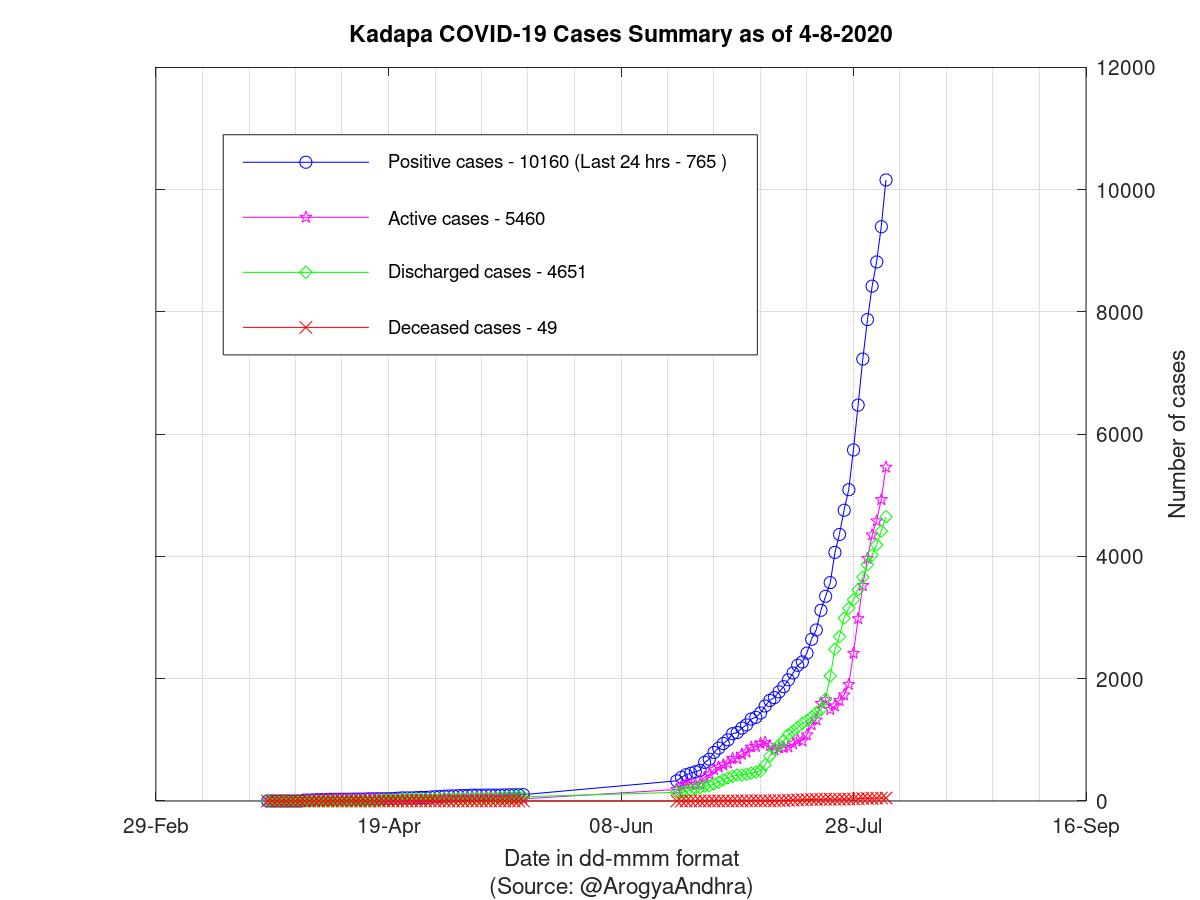 Kadapa COVID-19 Cases Summary as of 4-8-2020
Positive cases - 10160 (Last 24 hrs - 765 )
Active cases - 5460
Discharged cases - 4651
Deceased cases - 49
12000
10000
8000
6000
4000
2000
0
Number of cases
29-Feb
19-Apr
08-Jun
28-Jul
16-Sep
Date in dd-mmm format
(Source: @ArogyaAndhra)